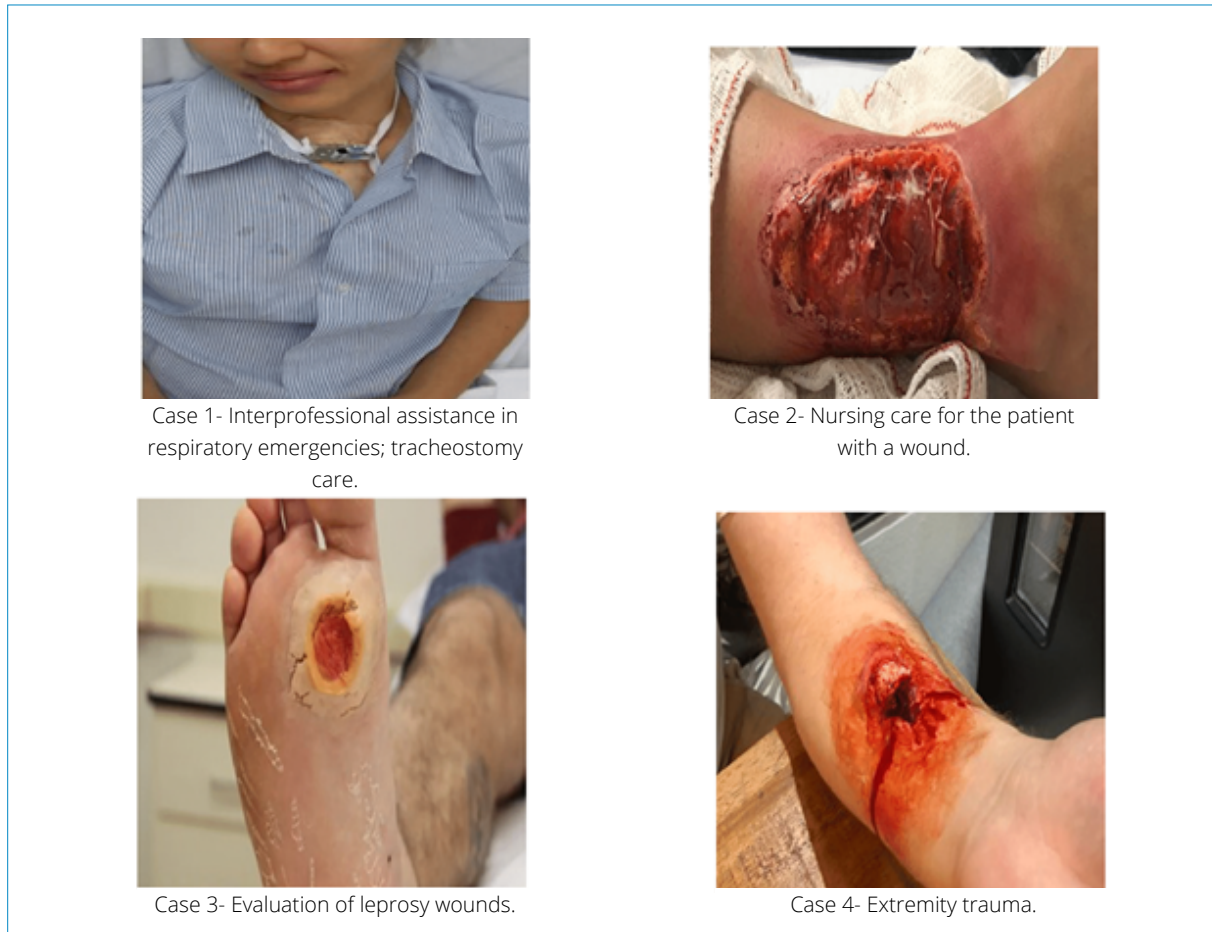 Case 1- Interprofessional assistance in
respiratory emergencies; tracheostomy
care.
Case 2- Nursing care for the patient
with a wound.
Case 3- Evaluation of leprosy wounds.
Case 4- Extremity trauma.